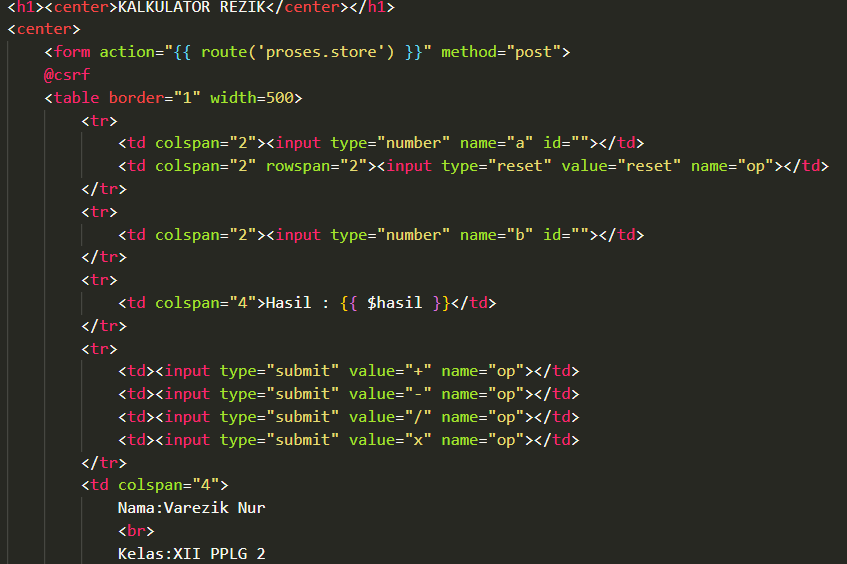 <h1><center>KALKULATOR REZIK</center></h1>
<center>
<form action="{{ route('proses.store') }}" method="post">
@csrf
<table border="1" width=500>
<tr>
<td colspan="2"><input type="number" name="a" id=""></td>
<td colspan="2" rowspan="2"><input type="reset" value="reset" name="op"></td>
</tr>
<tr>
<td colspan="2"><input type="number" name="b" id=""></td>
</tr>
<tr>
<td colspan="4">Hasil : {{ $hasil }}</td>
</tr>
<tr>
<td><input type="submit" value="+" name="op"></td>
<td><input type="submit" value="-" name="op"></td>
<td><input type="submit" value="/" name="op"></td>
<td><input type="submit" value="x" name="op"></td>
</tr>
<td colspan="4">
Nama:Varezik Nur
<br>
Kelas:XII PPLG 2